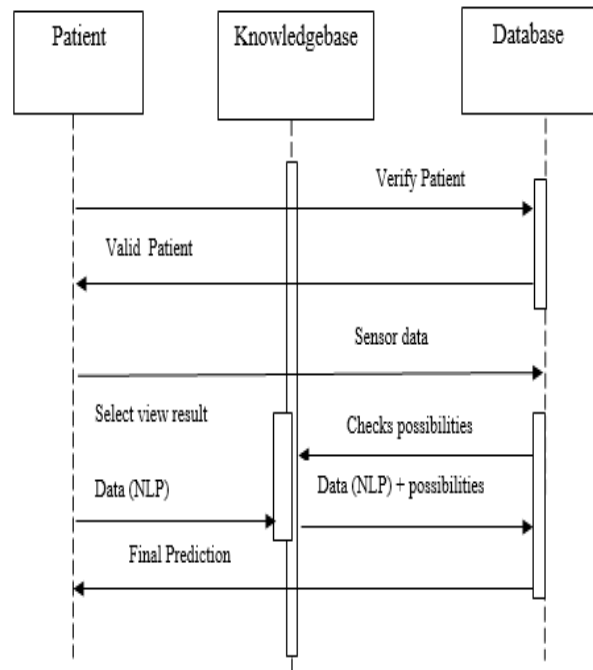 Patient
Knowledgebase
Database
Verify Patient
Valid Patient
Sensor data
Select view result
Checks possibilities
Data (NLP)
Data (NLP) + possibilities
Final Prediction